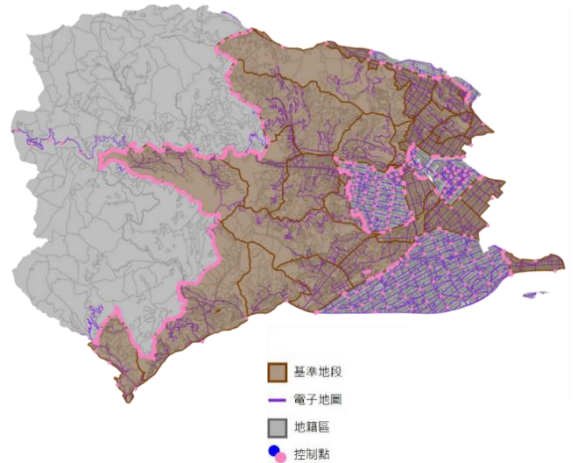 基準地段
電子地圖
地籍區
控制點